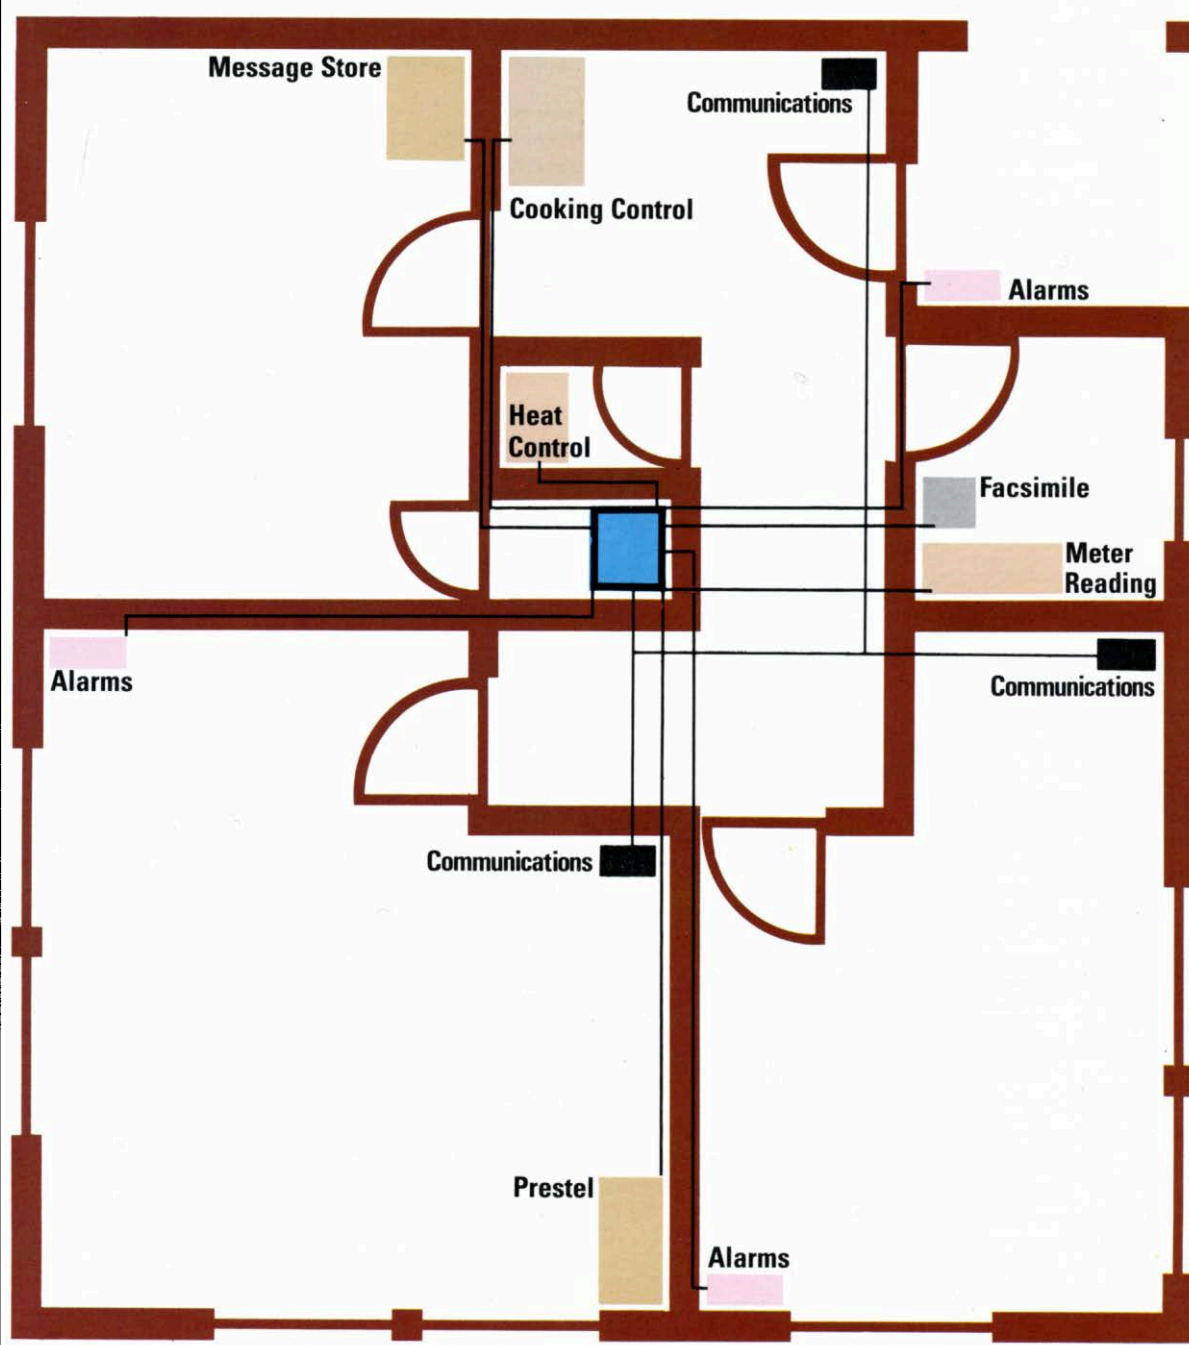 Message Store
Communications
Cooking Control
Alarms
Heat
Control
Facsimile
Meter
Reading
Alarms
Communications
Communications
Prestel
Alarms